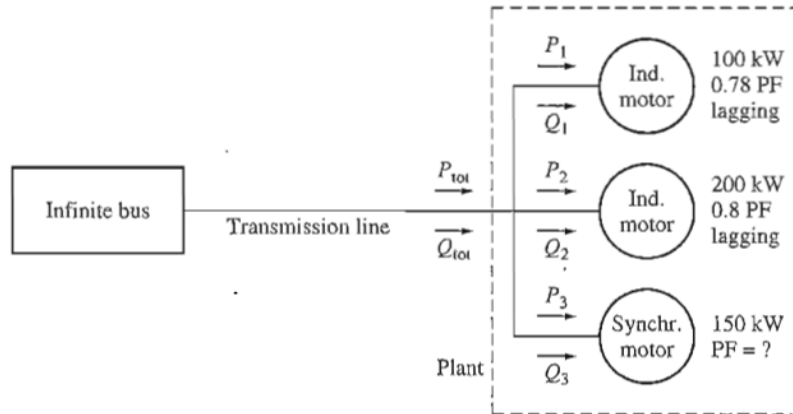 P1
Ind.
motor
Q1
100 kW
0.78 PF
lagging
Infinite bus
Transmission line
Ptot
Qtot
P2
Ind.
motor
Q2
200 kW
0.8 PF
lagging
P3
Synchr.
motor
Q3
150 kW
PF = ?
Plant